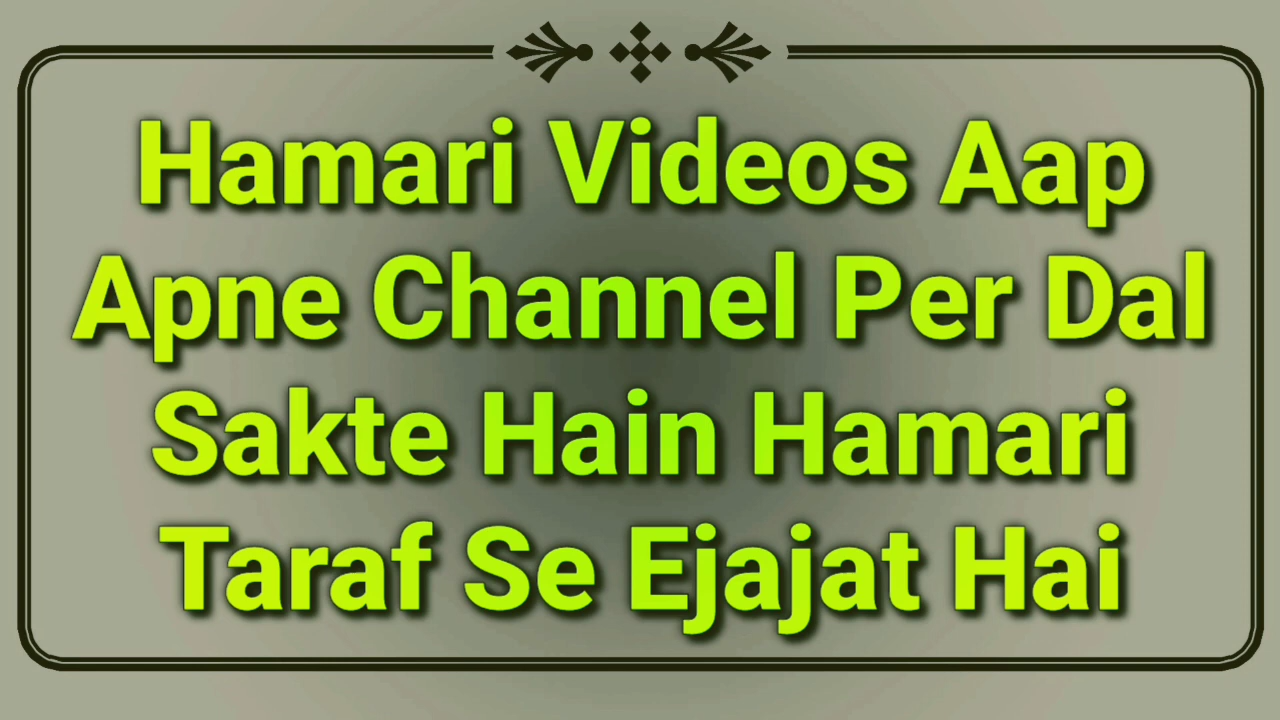 Hamari Videos Aap
Apne Channel Per Dal
Sakte Hain Hamari
Taraf Se Ejajat Hai